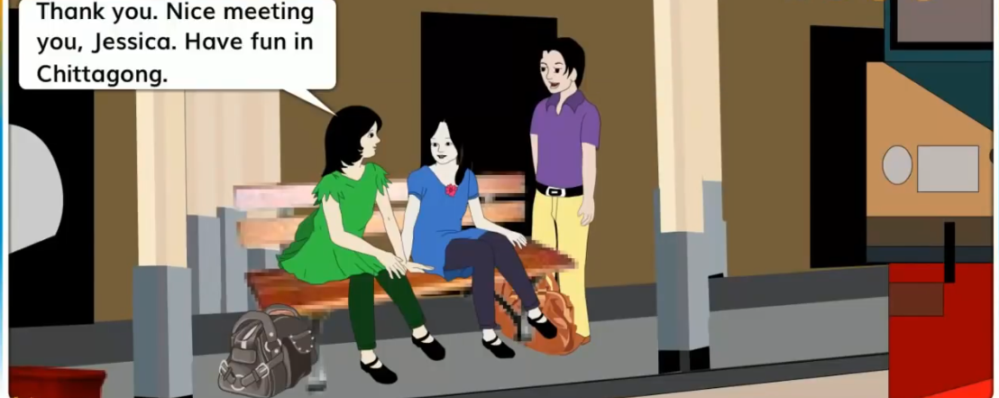 Thank you. Nice meeting
you, Jessica. Have fun in
Chittagong.